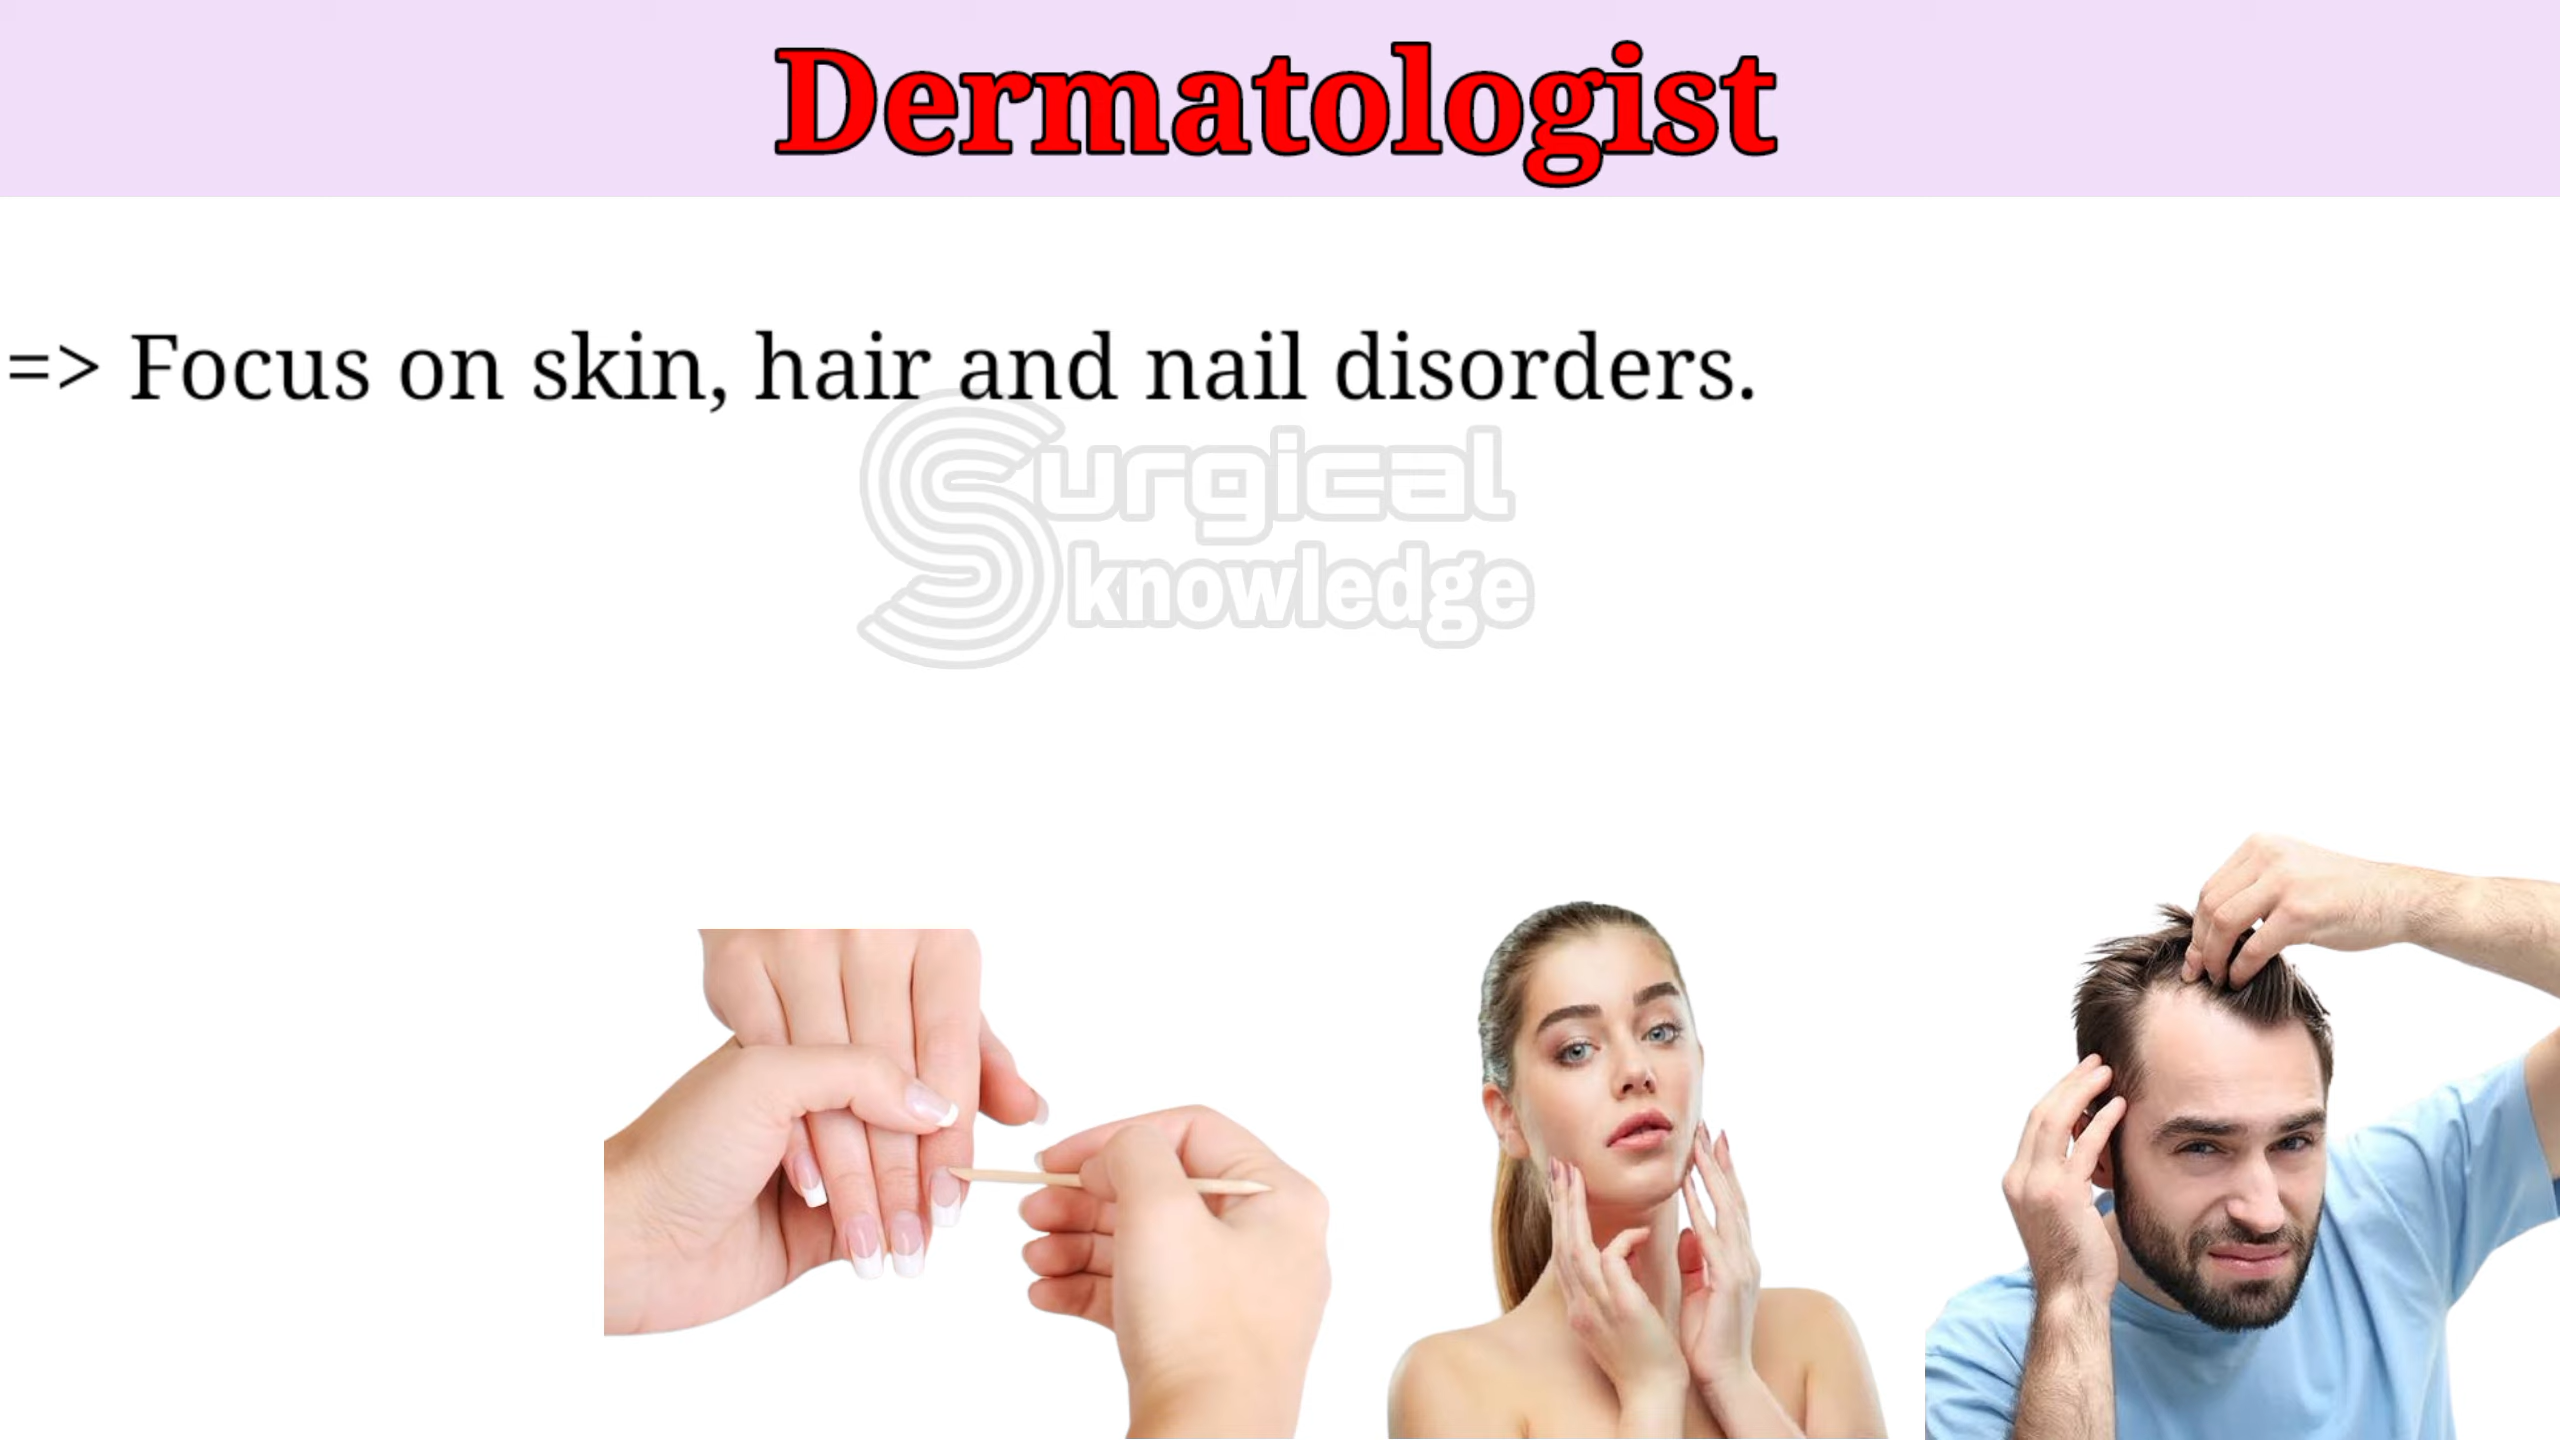 Dermatologist
=> Focus on skin, hair and nail disorders.
Surgical
knowledge